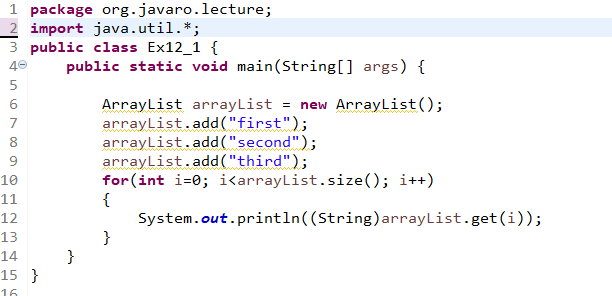 1 package org.javaro.lecture;
2 import java.util.*;
3 public class Ex12_1 {
4     public static void main(String[] args) {
5
6         ArrayList arrayList = new ArrayList();
7         arrayList.add("first");
8         arrayList.add("second");
9         arrayList.add("third");
10         for(int i=0; i<arrayList.size(); i++)
11         {
12             System.out.println((String)arrayList.get(i));
13         }
14     }
15 }
16